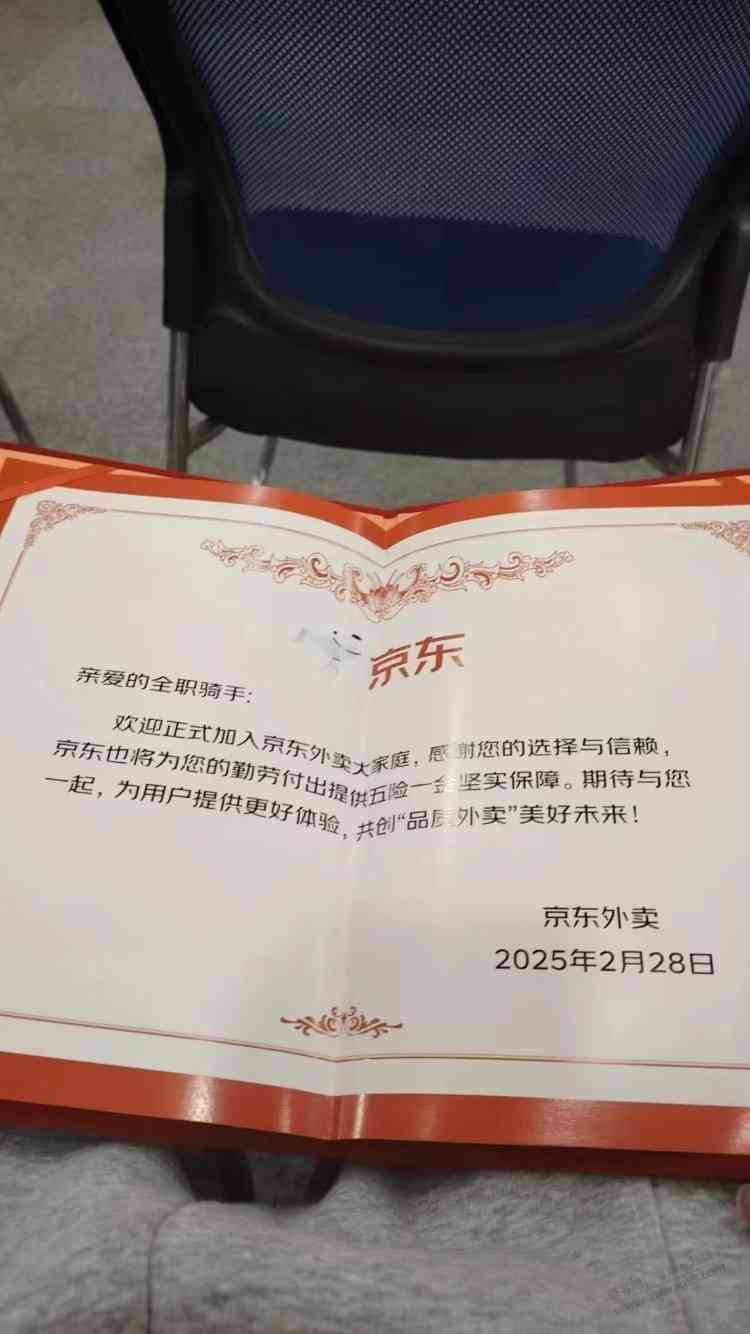 京东
亲爱的全职骑手:
欢迎正式加入京东外卖大家庭，感谢您的选择与信赖，
京东也将为您的勤劳付出提供五险一金坚实保障。期待与您
一起，为用户提供更好体验，共创“品质外卖”美好未来！
京东外卖
2025年2月28日